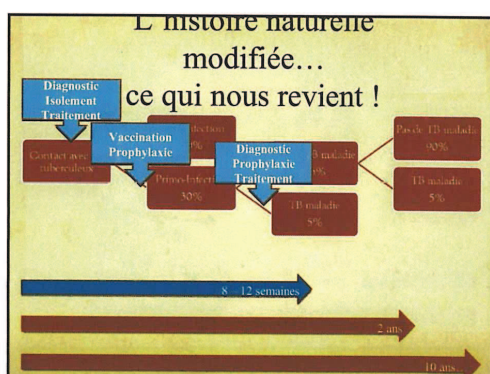 L'histoire naturelle
modifiée…
ce qui nous revient !
Diagnostic
Isolement
Traitement
Vaccination
Prophylaxie
Diagnostic
Prophylaxie
Traitement
Contact avec
tuberculeux
Primo-Infection
30%
TB maladie
5%
Pas de TB maladie
90%
TB maladie
5%
8 – 12 semaines
2 ans
10 ans